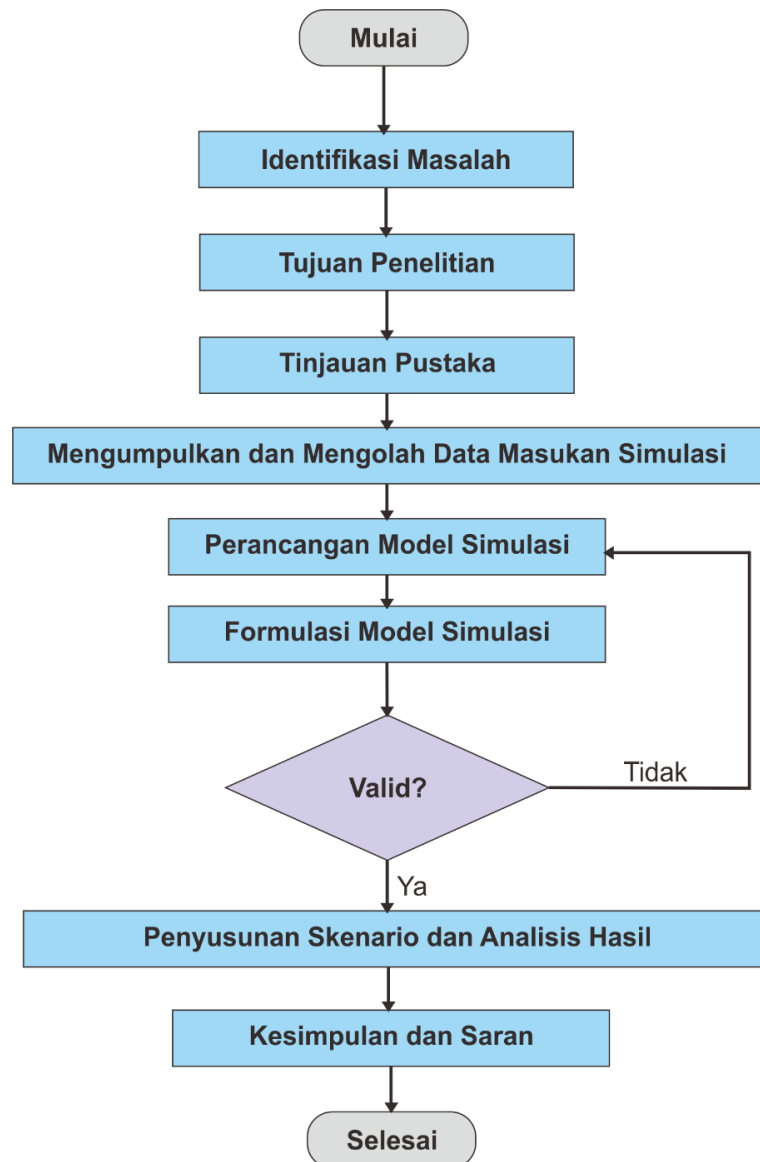 Mulai
Identifikasi Masalah
Tujuan Penelitian
Tinjauan Pustaka
Mengumpulkan dan Mengolah Data Masukan Simulasi
Perancangan Model Simulasi
Formulasi Model Simulasi
Valid?
Tidak
Ya
Penyusunan Skenario dan Analisis Hasil
Kesimpulan dan Saran
Selesai